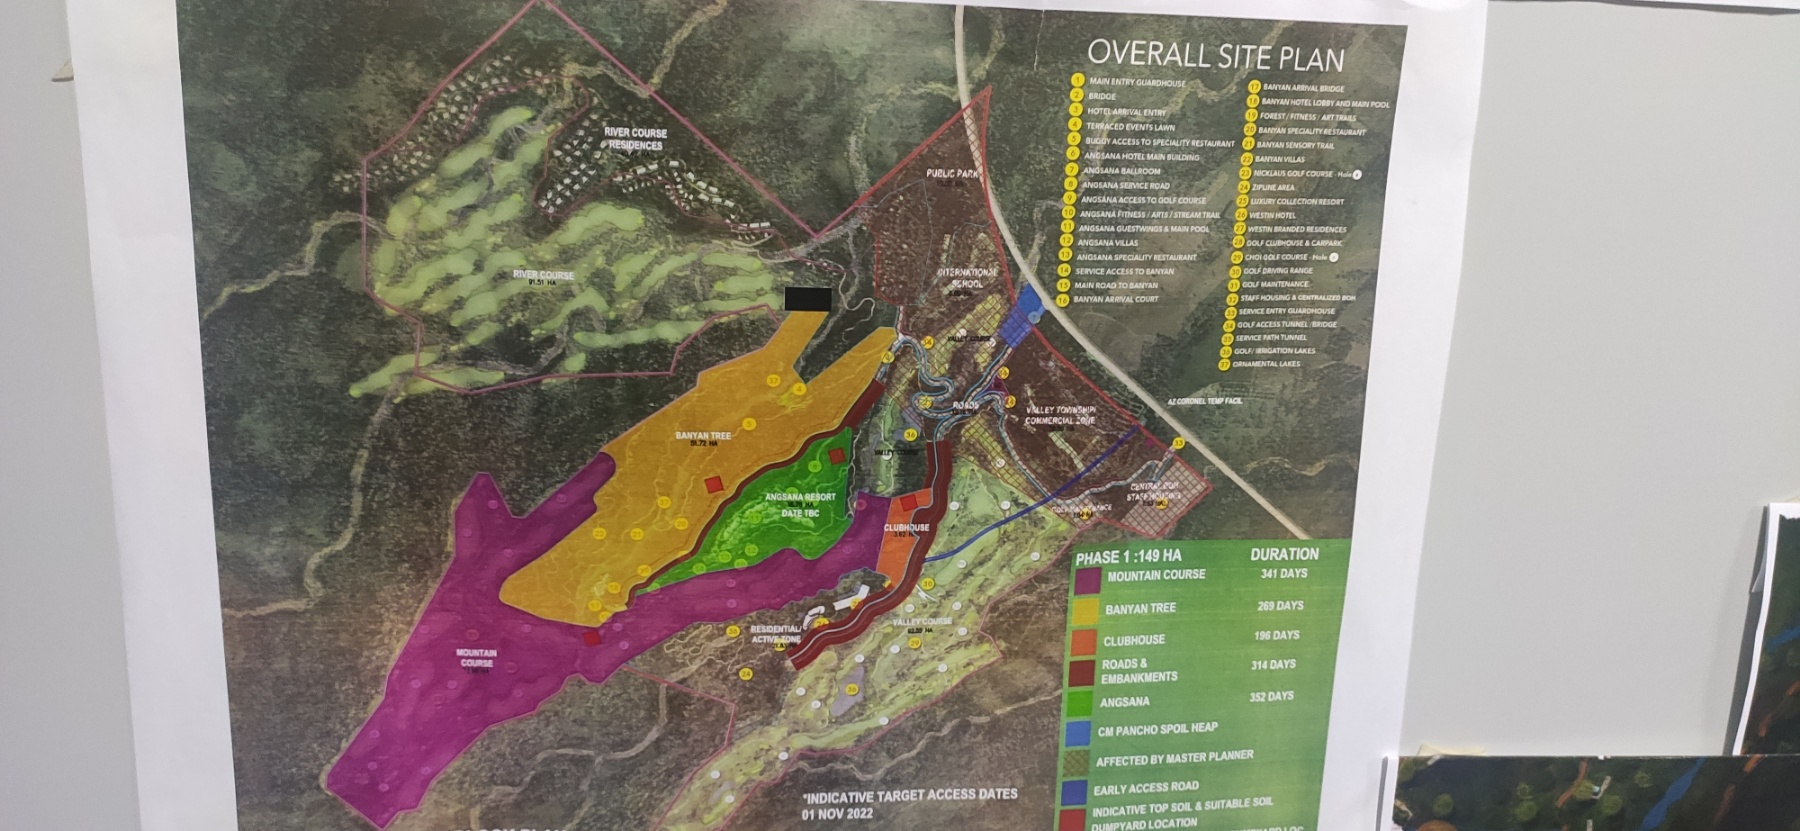 OVERALL SITE PLAN
1 MAIN ENTRY GUARDHOUSE
2 BRIDGE
3 HOTEL ARRIVAL ENTRY
4 TERRACED EVENTS LAWN
5 BUGGY ACCESS TO SPECIALITY RESTAURANT
6 ANGSANA HOTEL MAIN BUILDING
7 ANGSANA BALLROOM
8 ANGSANA SERVICE ROAD
9 ANGSANA ACCESS TO GOLF COURSE
10 ANGSANA FITNESS / ARTS / STREAM TRAIL
11 ANGSANA GUESTWINGS & MAIN POOL
12 ANGSANA VILLAS
13 ANGSANA SPECIALITY RESTAURANT
14 SERVICE ACCESS TO BANYAN
15 MAIN ROAD TO BANYAN
16 BANYAN ARRIVAL COURT
17 BANYAN ARRIVAL BRIDGE
18 BANYAN HOTEL LOBBY AND MAIN POOL
19 FOREST / FITNESS / ART TRAILS
20 BANYAN SPECIALITY RESTAURANT
21 BANYAN SENSORY TRAIL
22 BANYAN VILLAS
23 NICKLAUS GOLF COURSE - Hole
24 ZIPLINE AREA
25 LUXURY COLLECTION RESORT
26 WESTIN HOTEL
27 WESTIN BRANDED RESIDENCES
28 GOLF CLUBHOUSE & CARPARK
29 CHOI GOLF COURSE - Hole
30 GOLF DRIVING RANGE
31 GOLF MAINTENANCE
32 STAFF HOUSING & CENTRALIZED BOH
33 SERVICE ENTRY GUARDHOUSE
34 GOLF ACCESS TUNNEL / BRIDGE
35 SERVICE PATH TUNNEL
36 GOLF / IRRIGATION LAKES
37 ORNAMENTAL LAKES
RIVER COURSE
RESIDENCES
PUBLIC PARK
RIVER COURSE
91.51 HA
INTERNATIONAL
SCHOOL
VALLEY COURSE
ROADS
VALLEY TOWNSHIP/
COMMERCIAL ZONE
A2 CORONEL TEMP FACIL
BANYAN TREE
VALLEY COURSE
ANGSANA RESORT
DATE TBC
STAFF HOUSING
GOLF MAINTENANCE
CLUBHOUSE
3.62 HA
RESIDENTIAL/
ACTIVE ZONE
VALLEY COURSE
MOUNTAIN
COURSE
PHASE 1 :149 HA DURATION
MOUNTAIN COURSE 341 DAYS
BANYAN TREE 269 DAYS
CLUBHOUSE 196 DAYS
ROADS &
EMBANKMENTS 314 DAYS
ANGSANA 352 DAYS
CM PANCHO SPOIL HEAP
AFFECTED BY MASTER PLANNER
EARLY ACCESS ROAD
INDICATIVE TOP SOIL & SUITABLE SOIL
DUMPYARD LOCATION
*INDICATIVE TARGET ACCESS DATES
01 NOV 2022